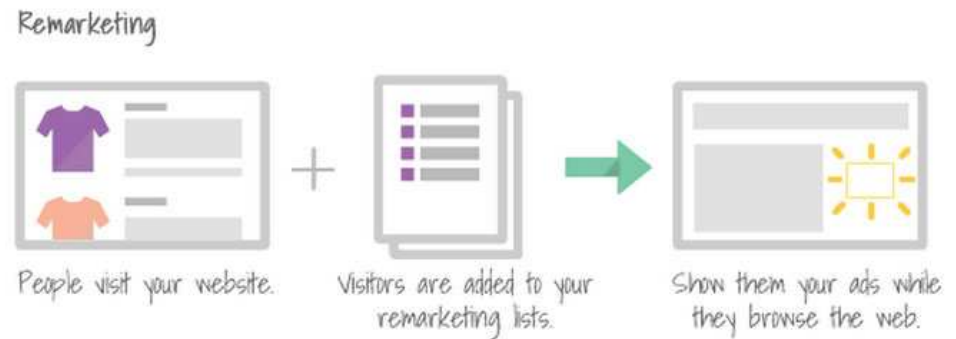 Remarketing
People visit your website.
Visitors are added to your
remarketing lists.
Show them your ads while
they browse the web.